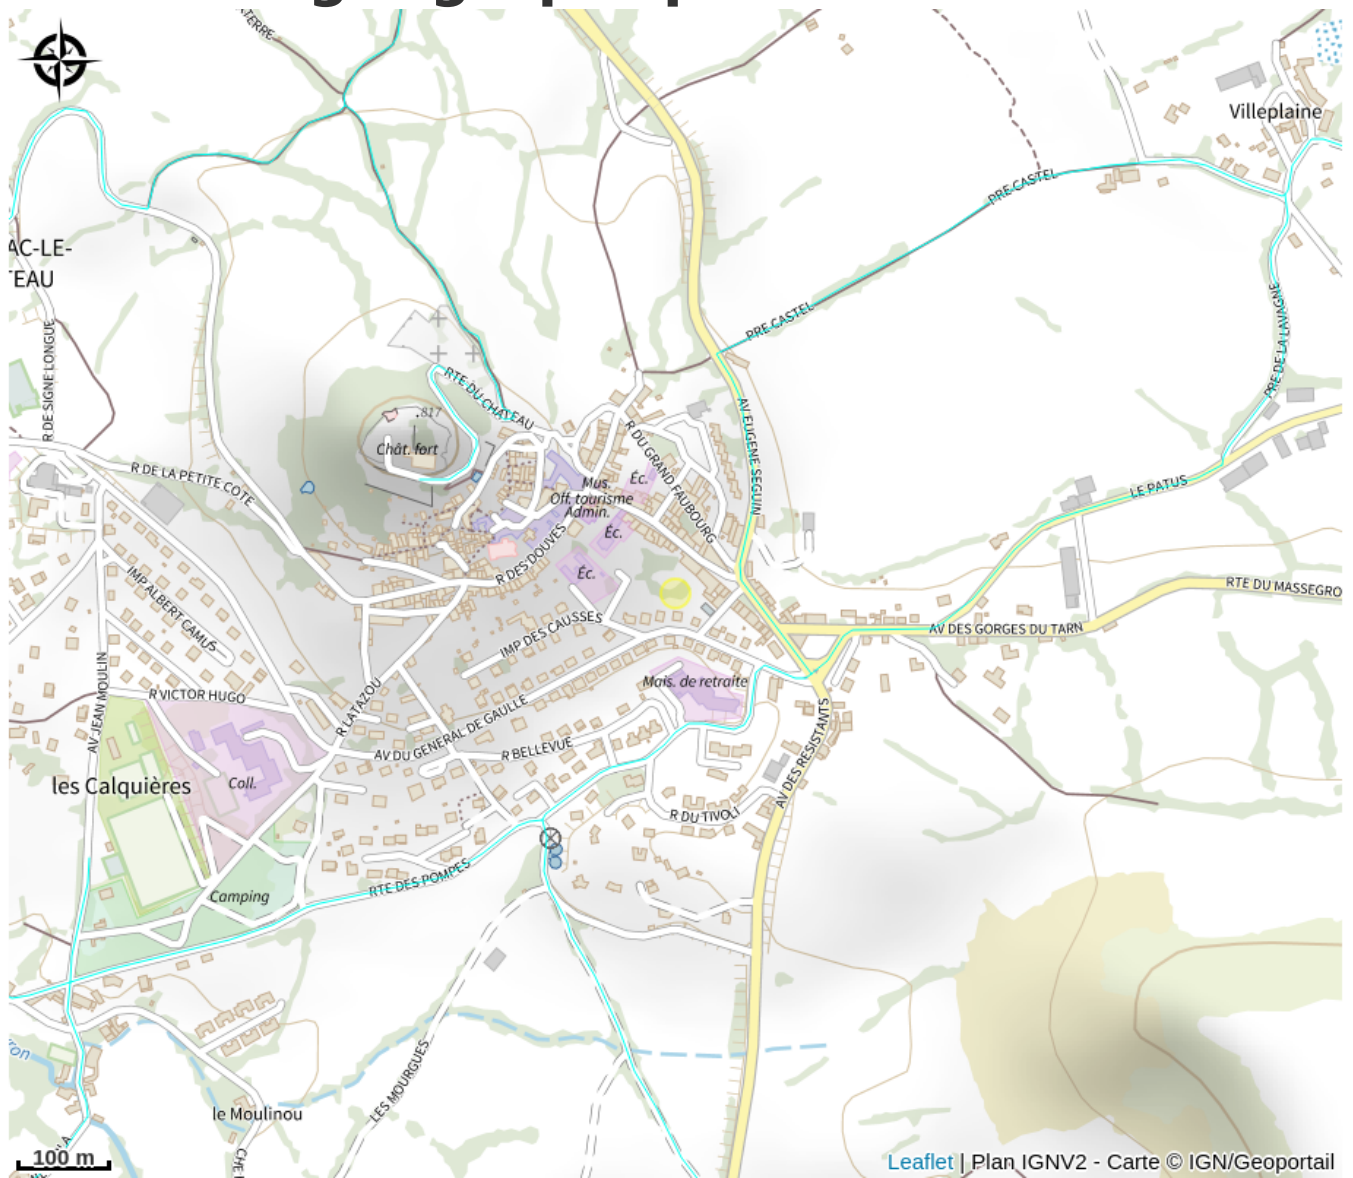 Villeplaine
PRE CASTEL
AC-LE-
TEAU
PRE CASTEL
PRE DE LA LAVAGNE
R DE SIGNE LONGUE
RTE DU CHATEAU
.817
Chât. fort
AV EUGENE SEGUIN
R DU GRAND FAUBOURG
R DE LA PETITE COTE
Mus.
Éc.
Off. tourisme
Admin.
LE PATUS
Éc.
R DES DOUVES
Éc.
RTE DU MASSEGRO
IMP ALBERT CAMUS
IMP DES CAUSSES
AV DES GORGES DU TARN
AV JEAN MOULIN
R VICTOR HUGO
R LATAZOU
Mais. de retraite
AV DU GENERAL DE GAULLE
R BELLEVUE
AV DES RESISTANTS
les Calquières
Coll.
R DU TIVOLI
RTE DES POMPES
Camping
ron
LES MOURGUES
le Moulinou
CHE
LA
100 m
Leaflet | Plan IGNV2 - Carte © IGN/Geoportail